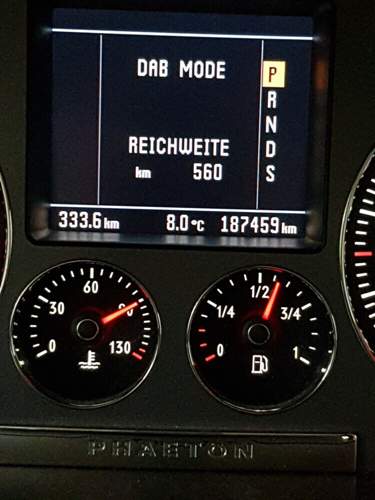 DAB MODE
P
R
N
D
S
REICHWEITE
km 560
333.6 km 8.0 °C 187459 km
0 30 60 90 130
0 1/4 1/2 3/4 1
PHAETON